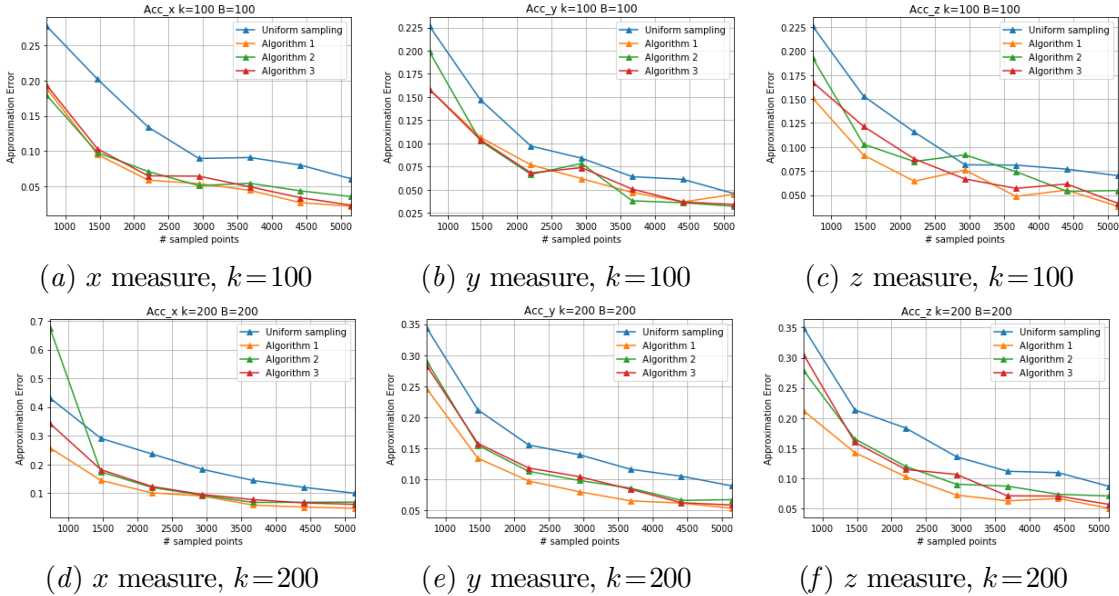 Acc_x k=100 B=100
Approximation Error
0.25
0.20
0.15
0.10
0.05
Uniform sampling
Algorithm 1
Algorithm 2
Algorithm 3
1000 1500 2000 2500 3000 3500 4000 4500 5000
# sampled points
(a) x measure, k=100
Acc_y k=100 B=100
Approximation Error
0.225
0.200
0.175
0.150
0.125
0.100
0.075
0.050
0.025
Uniform sampling
Algorithm 1
Algorithm 2
Algorithm 3
1000 1500 2000 2500 3000 3500 4000 4500 5000
# sampled points
(b) y measure, k=100
Acc_z k=100 B=100
Approximation Error
0.225
0.200
0.175
0.150
0.125
0.100
0.075
0.050
Uniform sampling
Algorithm 1
Algorithm 2
Algorithm 3
1000 1500 2000 2500 3000 3500 4000 4500 5000
# sampled points
(c) z measure, k=100
Acc_x k=200 B=200
Approximation Error
0.7
0.6
0.5
0.4
0.3
0.2
0.1
Uniform sampling
Algorithm 1
Algorithm 2
Algorithm 3
1000 1500 2000 2500 3000 3500 4000 4500 5000
# sampled points
(d) x measure, k=200
Acc_y k=200 B=200
Approximation Error
0.35
0.30
0.25
0.20
0.15
0.10
0.05
Uniform sampling
Algorithm 1
Algorithm 2
Algorithm 3
1000 1500 2000 2500 3000 3500 4000 4500 5000
# sampled points
(e) y measure, k=200
Acc_z k=200 B=200
Approximation Error
0.35
0.30
0.25
0.20
0.15
0.10
0.05
Uniform sampling
Algorithm 1
Algorithm 2
Algorithm 3
1000 1500 2000 2500 3000 3500 4000 4500 5000
# sampled points
(f) z measure, k=200